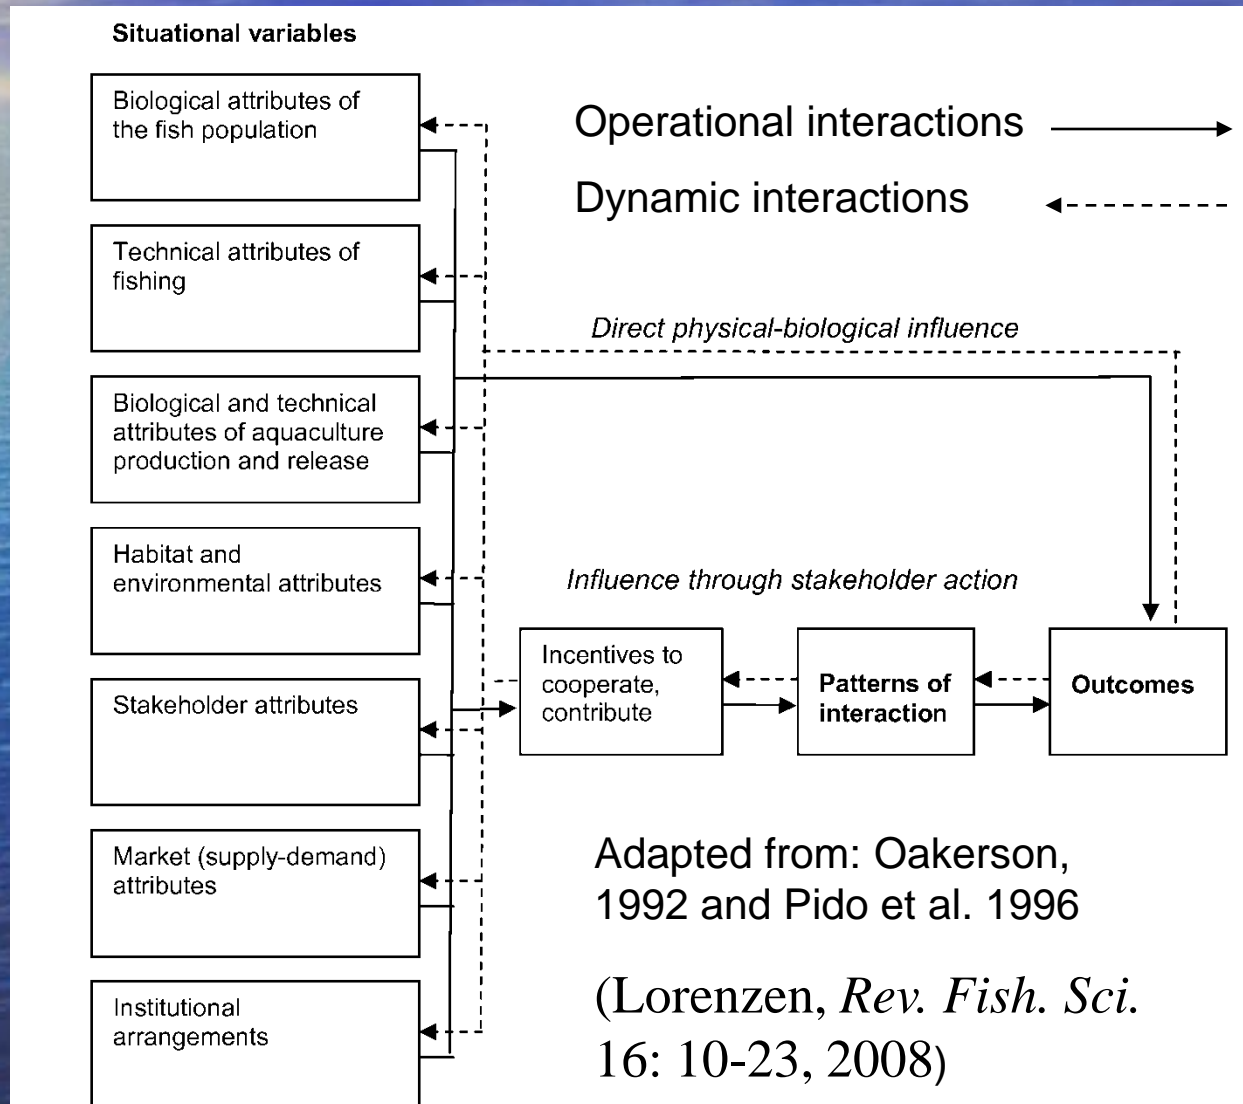 Situational variables
Biological attributes of
the fish population
Technical attributes of
fishing
Biological and technical
attributes of aquaculture
production and release
Habitat and
environmental attributes
Stakeholder attributes
Market (supply-demand)
attributes
Institutional
arrangements
Operational interactions
Dynamic interactions
Direct physical-biological influence
Influence through stakeholder action
Incentives to
cooperate,
contribute
Patterns of
interaction
Outcomes
Adapted from: Oakerson,
1992 and Pido et al. 1996
(Lorenzen, Rev. Fish. Sci.
16: 10-23, 2008)